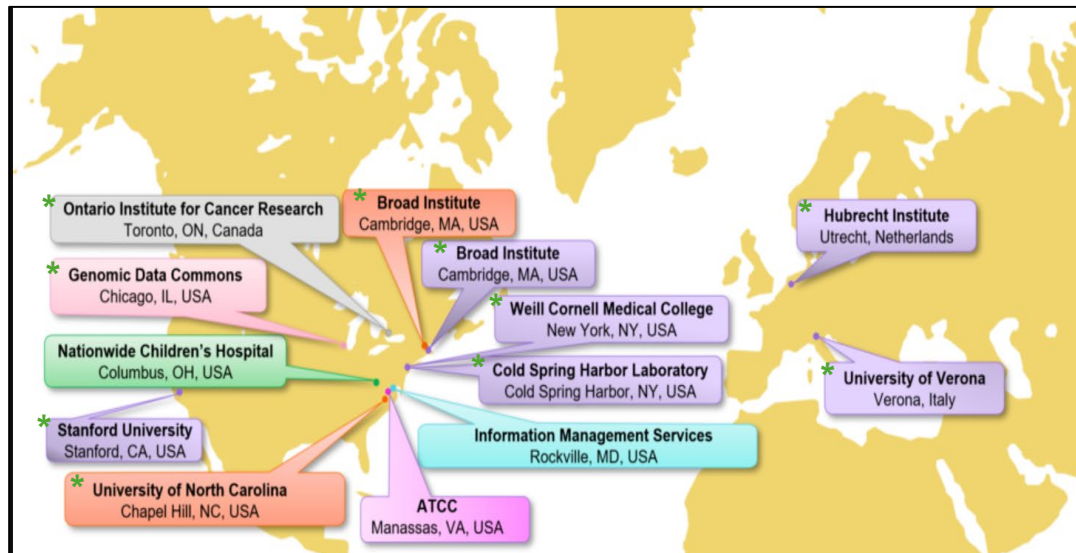 * Ontario Institute for Cancer Research
Toronto, ON, Canada
* Broad Institute
Cambridge, MA, USA
* Hubrecht Institute
Utrecht, Netherlands
* Broad Institute
Cambridge, MA, USA
* Genomic Data Commons
Chicago, IL, USA
* Weill Cornell Medical College
New York, NY, USA
Nationwide Children's Hospital
Columbus, OH, USA
* Cold Spring Harbor Laboratory
Cold Spring Harbor, NY, USA
* University of Verona
Verona, Italy
* Stanford University
Stanford, CA, USA
Information Management Services
Rockville, MD, USA
* University of North Carolina
Chapel Hill, NC, USA
ATCC
Manassas, VA, USA